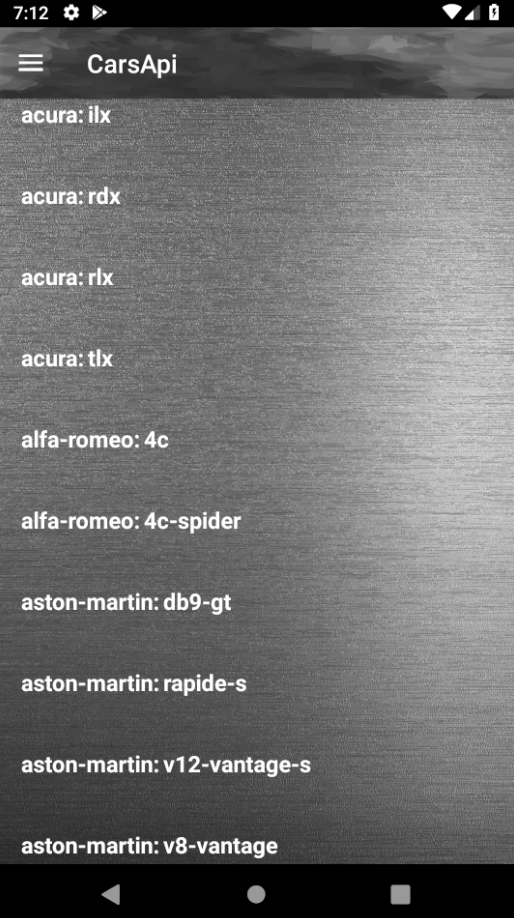 7:12
CarsApi
acura: ilx
acura: rdx
acura: rlx
acura: tlx
alfa-romeo: 4c
alfa-romeo: 4c-spider
aston-martin: db9-gt
aston-martin: rapide-s
aston-martin: v12-vantage-s
aston-martin: v8-vantage